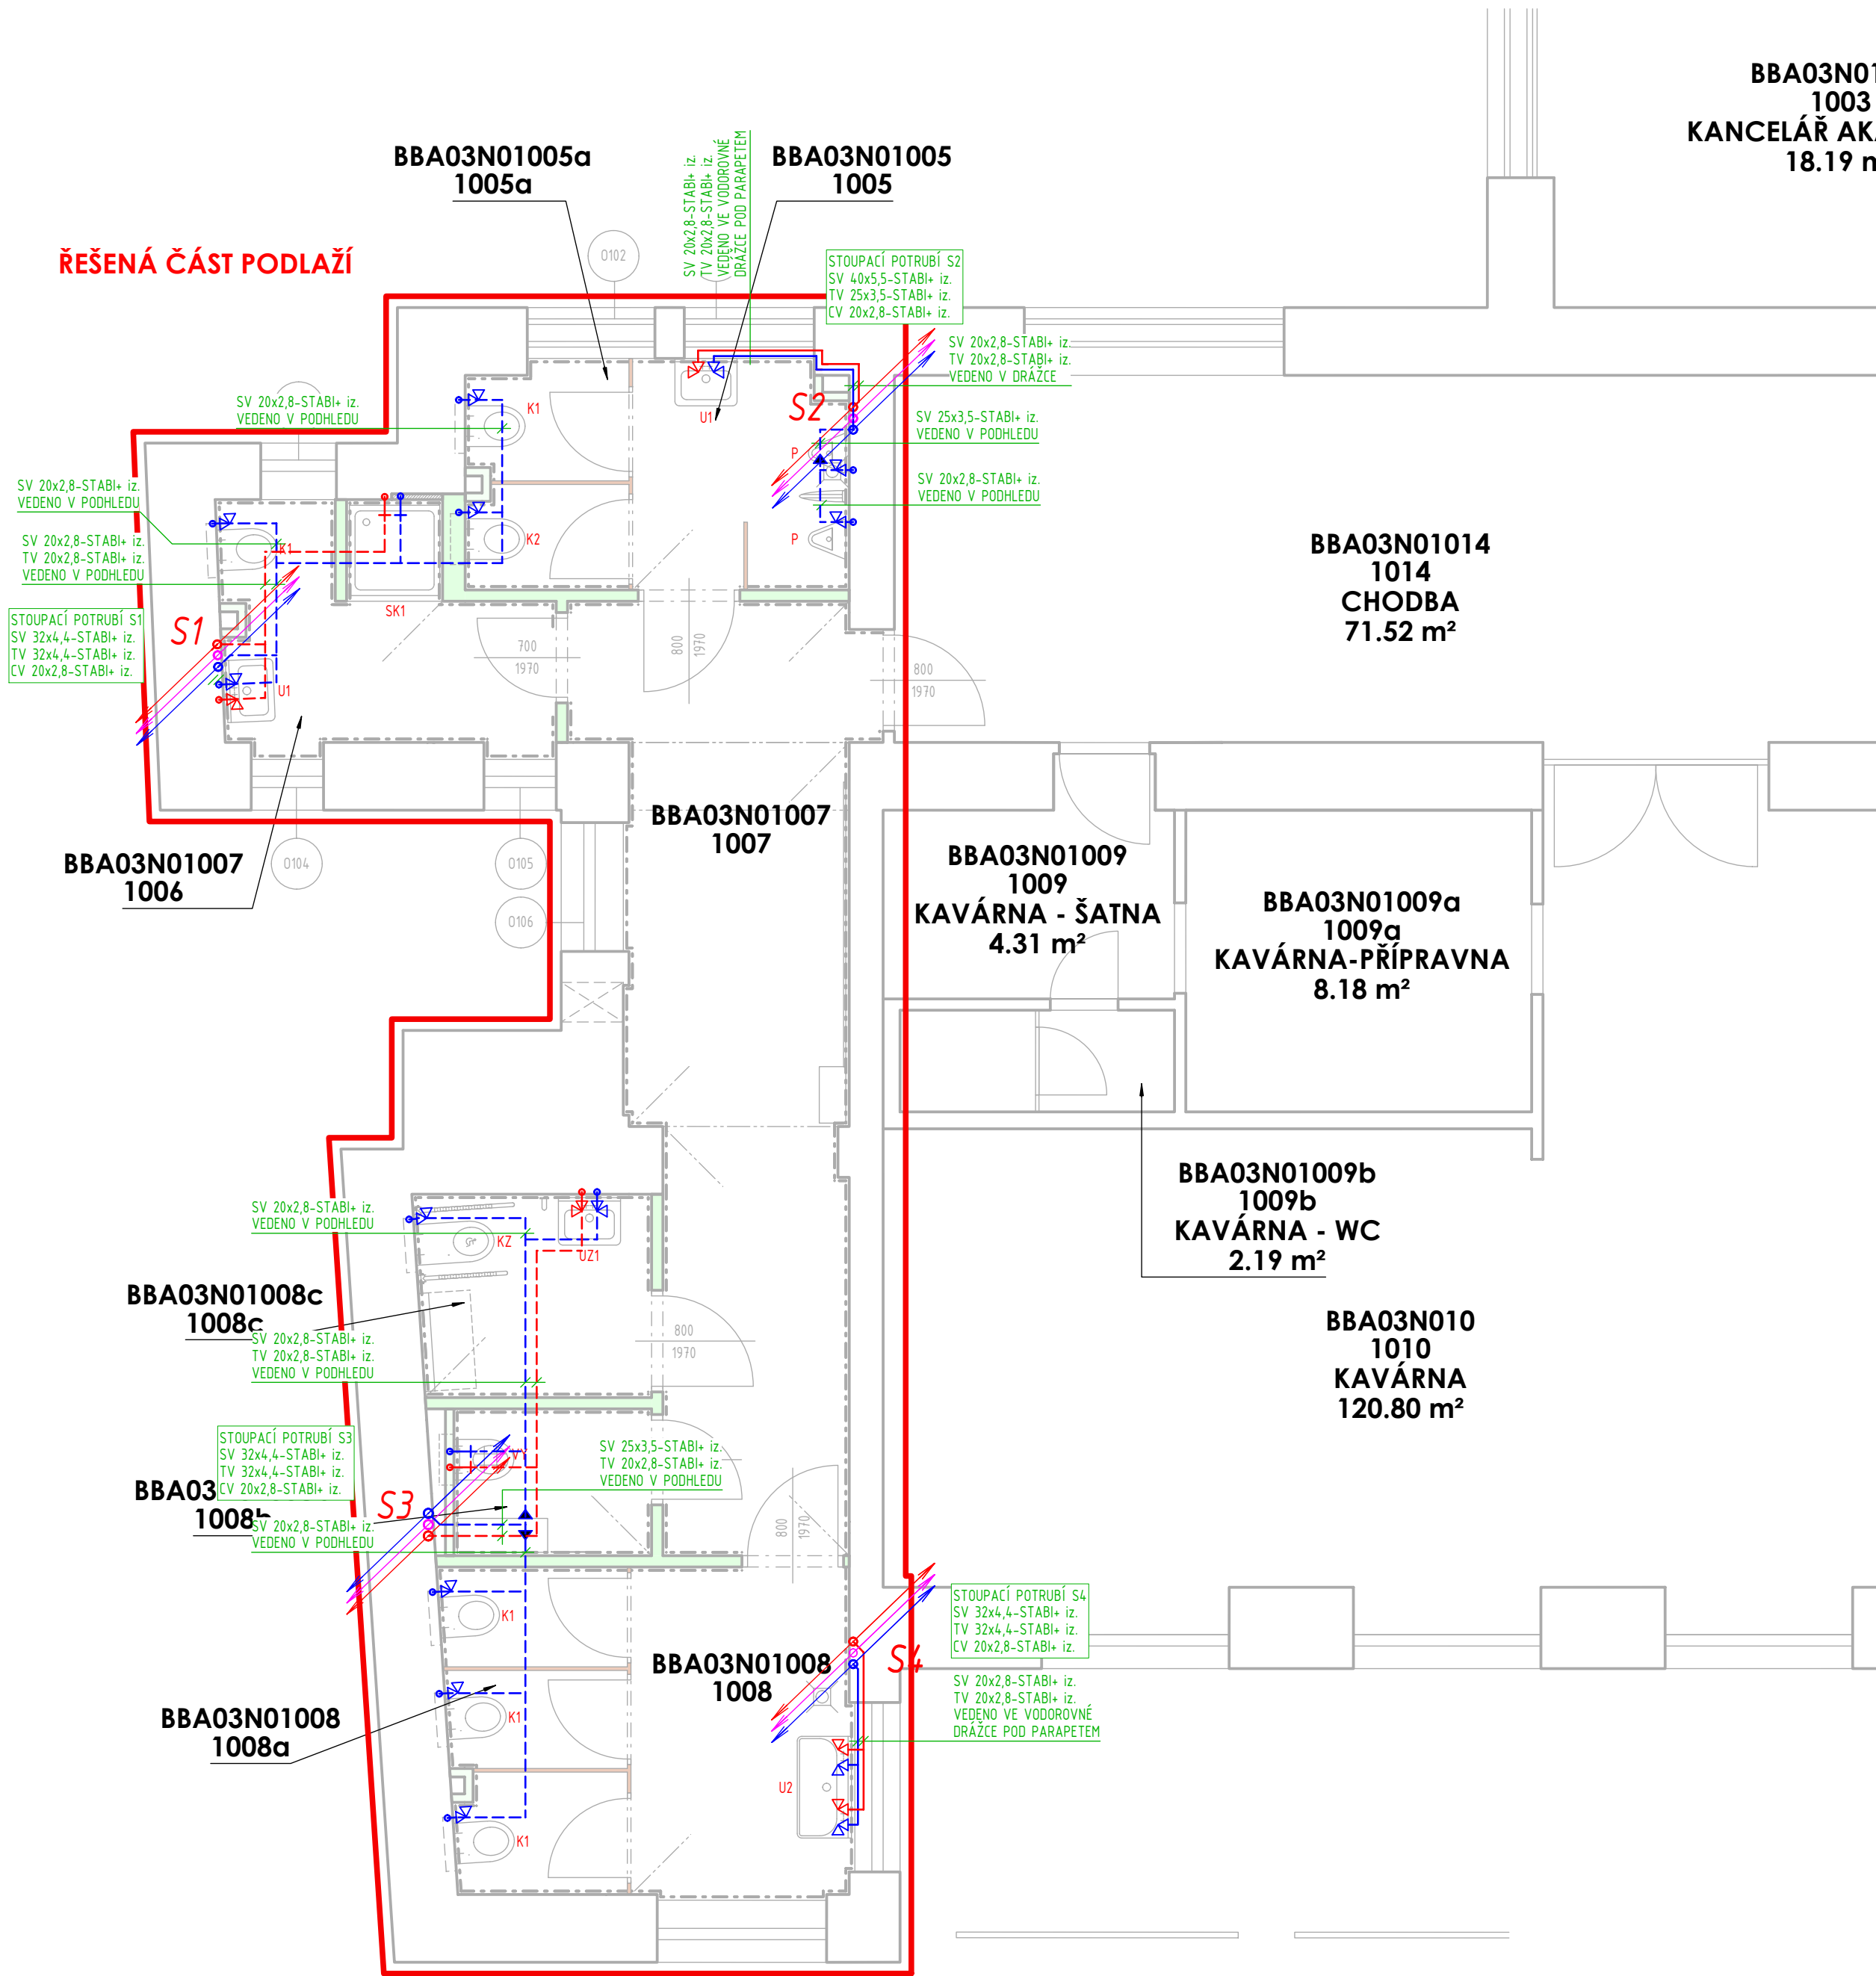 BBA03N01
1003
KANCELÁŘ AKA
18.19 m
BBA03N01005a
1005a
SV 20x2,8-STABI+ iz.
TV 20x2,8-STABI+ iz.
VEDENO VE VODOROVNÉ
DRÁŽCE POD PARAPETEM
BBA03N01005
1005
ŘEŠENÁ ČÁST PODLAŽÍ
O102
STOUPACÍ POTRUBÍ S2
SV 40x5,5-STABI+ iz.
TV 25x3,5-STABI+ iz.
CV 20x2,8-STABI+ iz.
SV 20x2,8-STABI+ iz.
TV 20x2,8-STABI+ iz.
VEDENO V DRÁŽCE
SV 20x2,8-STABI+ iz.
VEDENO V PODHLEDU
K1
U1
S2
SV 25x3,5-STABI+ iz.
VEDENO V PODHLEDU
P
SV 20x2,8-STABI+ iz.
VEDENO V PODHLEDU
SV 20x2,8-STABI+ iz.
VEDENO V PODHLEDU
K2
P
SV 20x2,8-STABI+ iz.
TV 20x2,8-STABI+ iz.
VEDENO V PODHLEDU
K1
BBA03N01014
1014
CHODBA
71.52 m²
SK1
STOUPACÍ POTRUBÍ S1
SV 32x4,4-STABI+ iz.
TV 32x4,4-STABI+ iz.
CV 20x2,8-STABI+ iz.
S1
700
1970
800
1970
800
1970
U1
BBA03N01007
1007
BBA03N01007
1006
O104
O105
O106
BBA03N01009
1009
KAVÁRNA - ŠATNA
4.31 m²
BBA03N01009a
1009a
KAVÁRNA-PŘÍPRAVNA
8.18 m²
BBA03N01009b
1009b
KAVÁRNA - WC
2.19 m²
SV 20x2,8-STABI+ iz.
VEDENO V PODHLEDU
KZ
UZ1
BBA03N01008c
1008c
SV 20x2,8-STABI+ iz.
TV 20x2,8-STABI+ iz.
VEDENO V PODHLEDU
800
1970
BBA03N010
1010
KAVÁRNA
120.80 m²
STOUPACÍ POTRUBÍ S3
SV 32x4,4-STABI+ iz.
TV 32x4,4-STABI+ iz.
CV 20x2,8-STABI+ iz.
SV 25x3,5-STABI+ iz.
TV 20x2,8-STABI+ iz.
VEDENO V PODHLEDU
BBA03
1008b
S3
SV 20x2,8-STABI+ iz.
VEDENO V PODHLEDU
800
1970
K1
STOUPACÍ POTRUBÍ S4
SV 32x4,4-STABI+ iz.
TV 32x4,4-STABI+ iz.
CV 20x2,8-STABI+ iz.
S4
BBA03N01008
1008
SV 20x2,8-STABI+ iz.
TV 20x2,8-STABI+ iz.
VEDENO VE VODOROVNÉ
DRÁŽCE POD PARAPETEM
BBA03N01008
1008a
K1
U2
K1